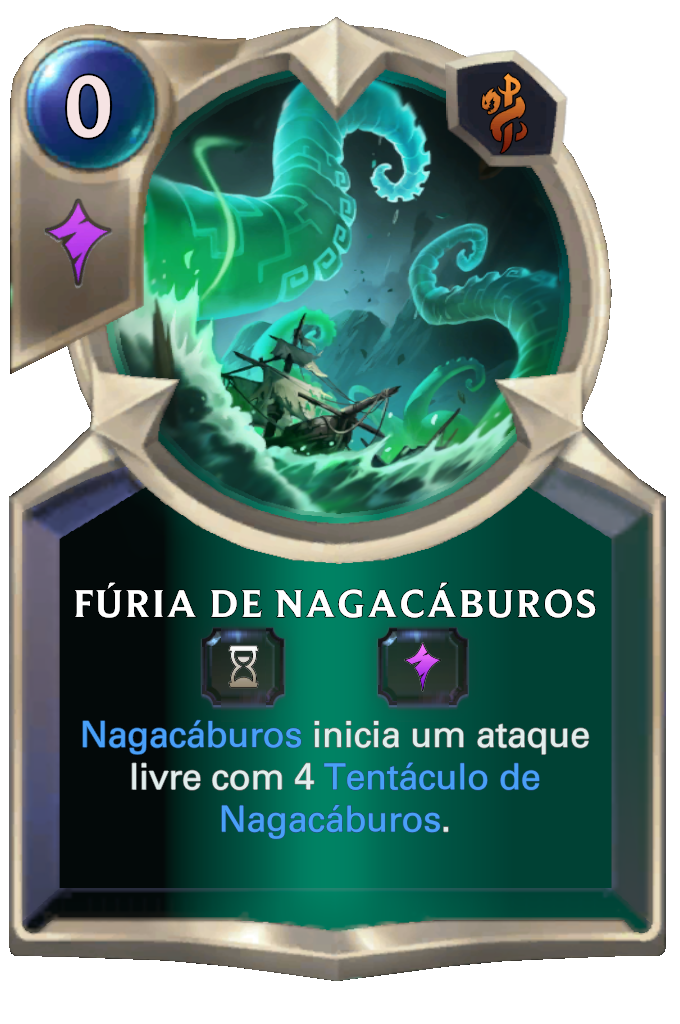 0
FÚRIA DE NAGACÁBUROS
Nagacáburos inicia um ataque
livre com 4 Tentáculo de
Nagacáburos.